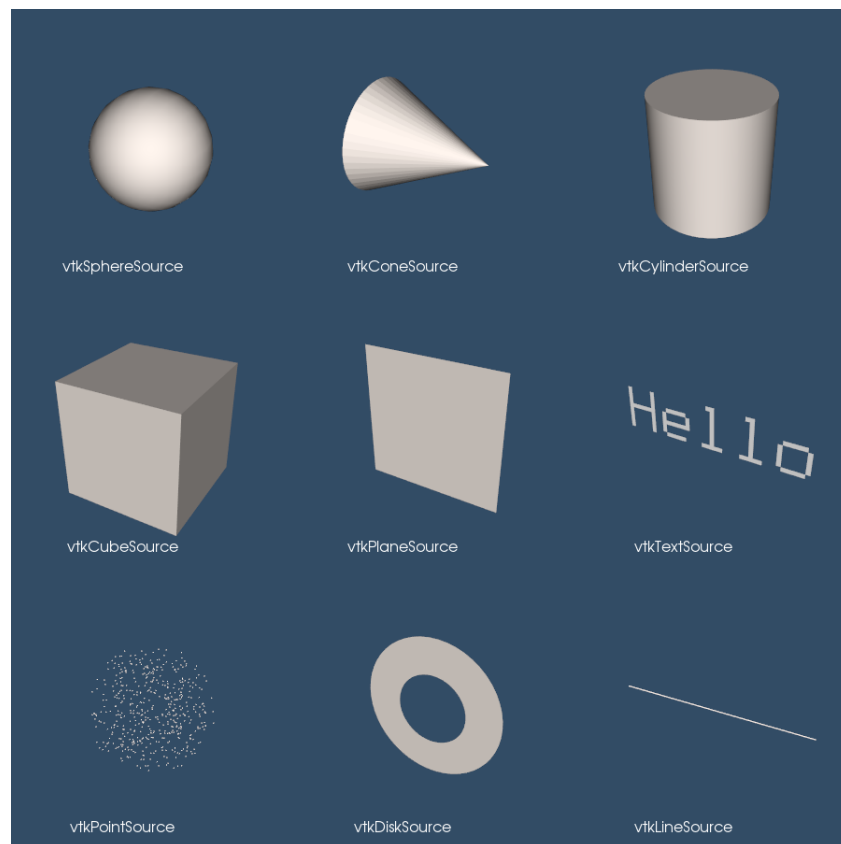 vtkSphereSource
vtkConeSource
vtkCylinderSource
Hello
vtkCubeSource
vtkPlaneSource
vtkTextSource
vtkPointSource
vtkDiskSource
vtkLineSource